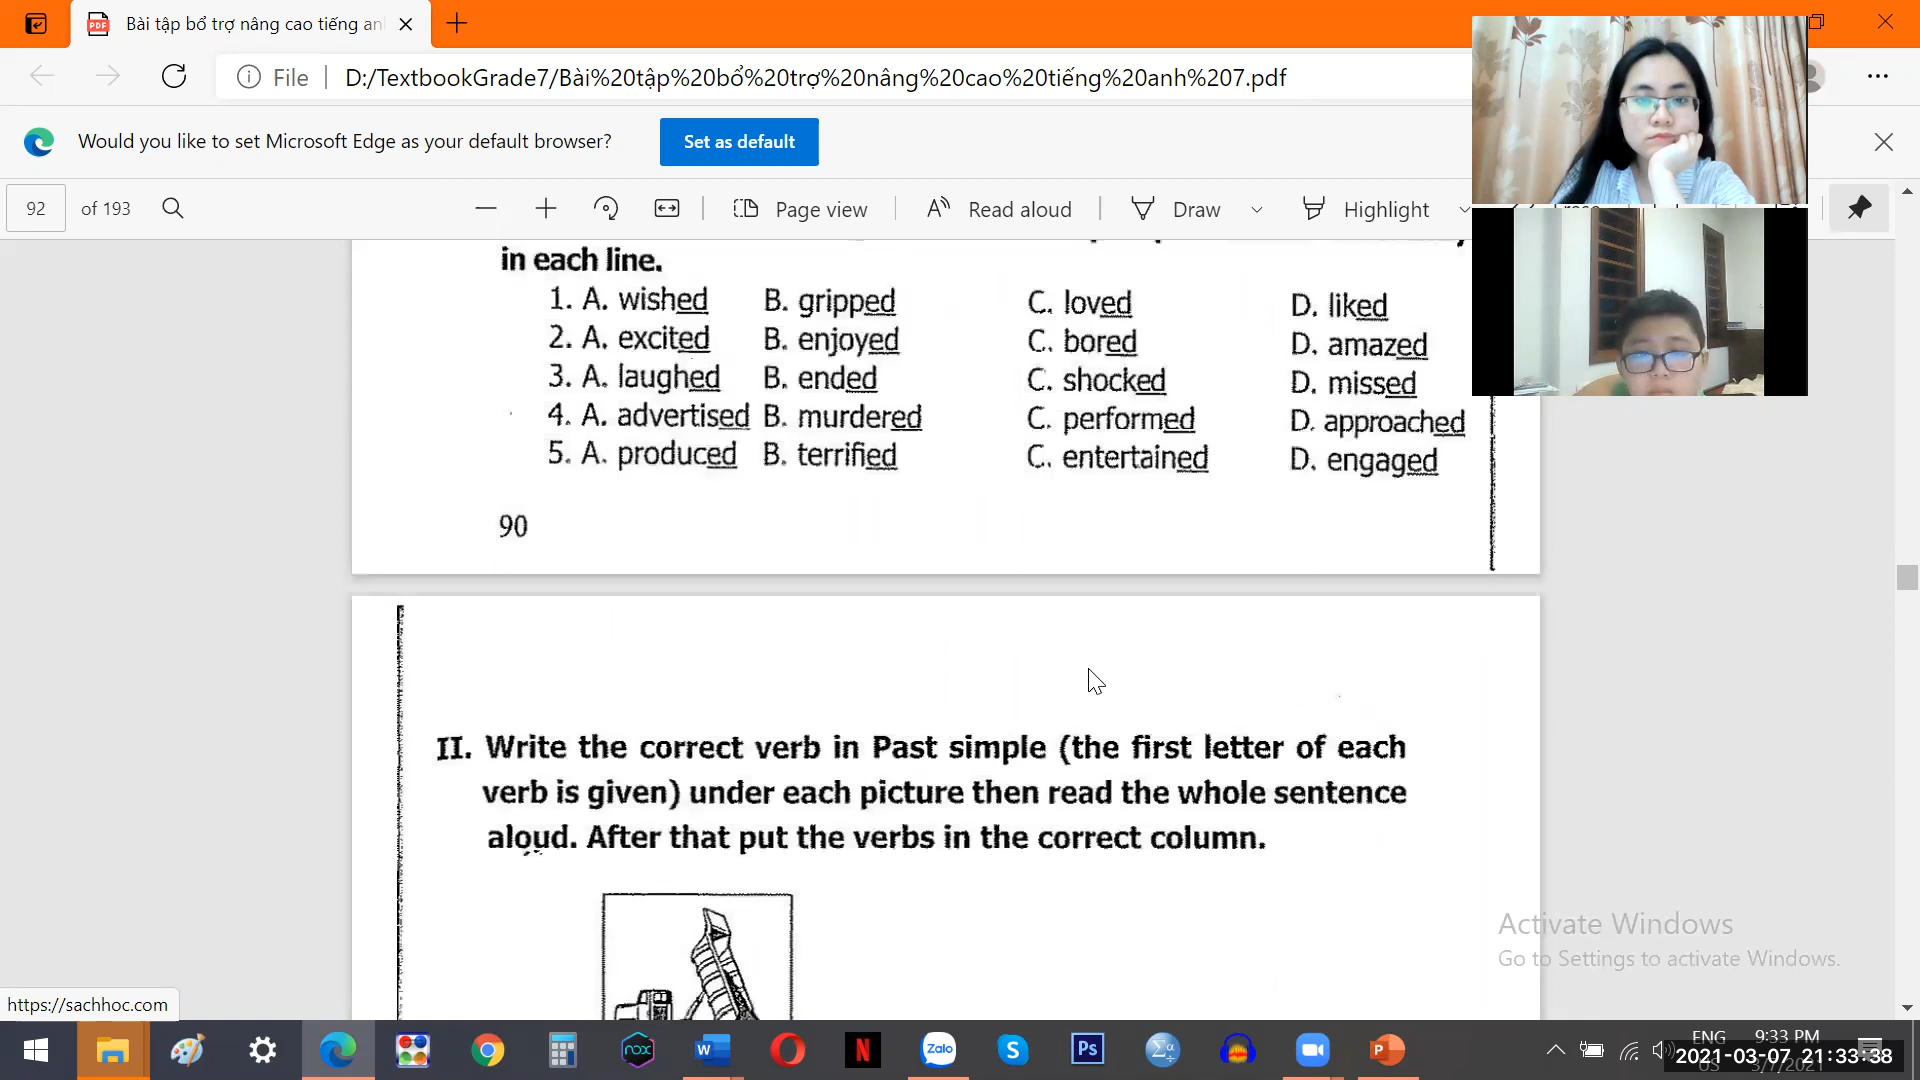 Bài tập bổ trợ nâng cao tiếng an
File
D:/TextbookGrade7/Bài%20tập%20bổ%20trợ%20nâng%20cao%20tiếng%20anh%207.pdf
Would you like to set Microsoft Edge as your default browser?
Set as default
92 of 193
Page view
Read aloud
Draw
Highlight
in each line.
1. A. wished B. gripped C. loved D. liked
2. A. excited B. enjoyed C. bored D. amazed
3. A. laughed B. ended C. shocked D. missed
4. A. advertised B. murdered C. performed D. approached
5. A. produced B. terrified C. entertained D. engaged
90
II. Write the correct verb in Past simple (the first letter of each
verb is given) under each picture then read the whole sentence
aloud. After that put the verbs in the correct column.
Activate Windows
Go to Settings to activate Windows.
https://sachhoc.com
nox
W
N
Zalo
S
Ps
Σα
P
ENG
9:33 PM
2021-03-07 21:33:38